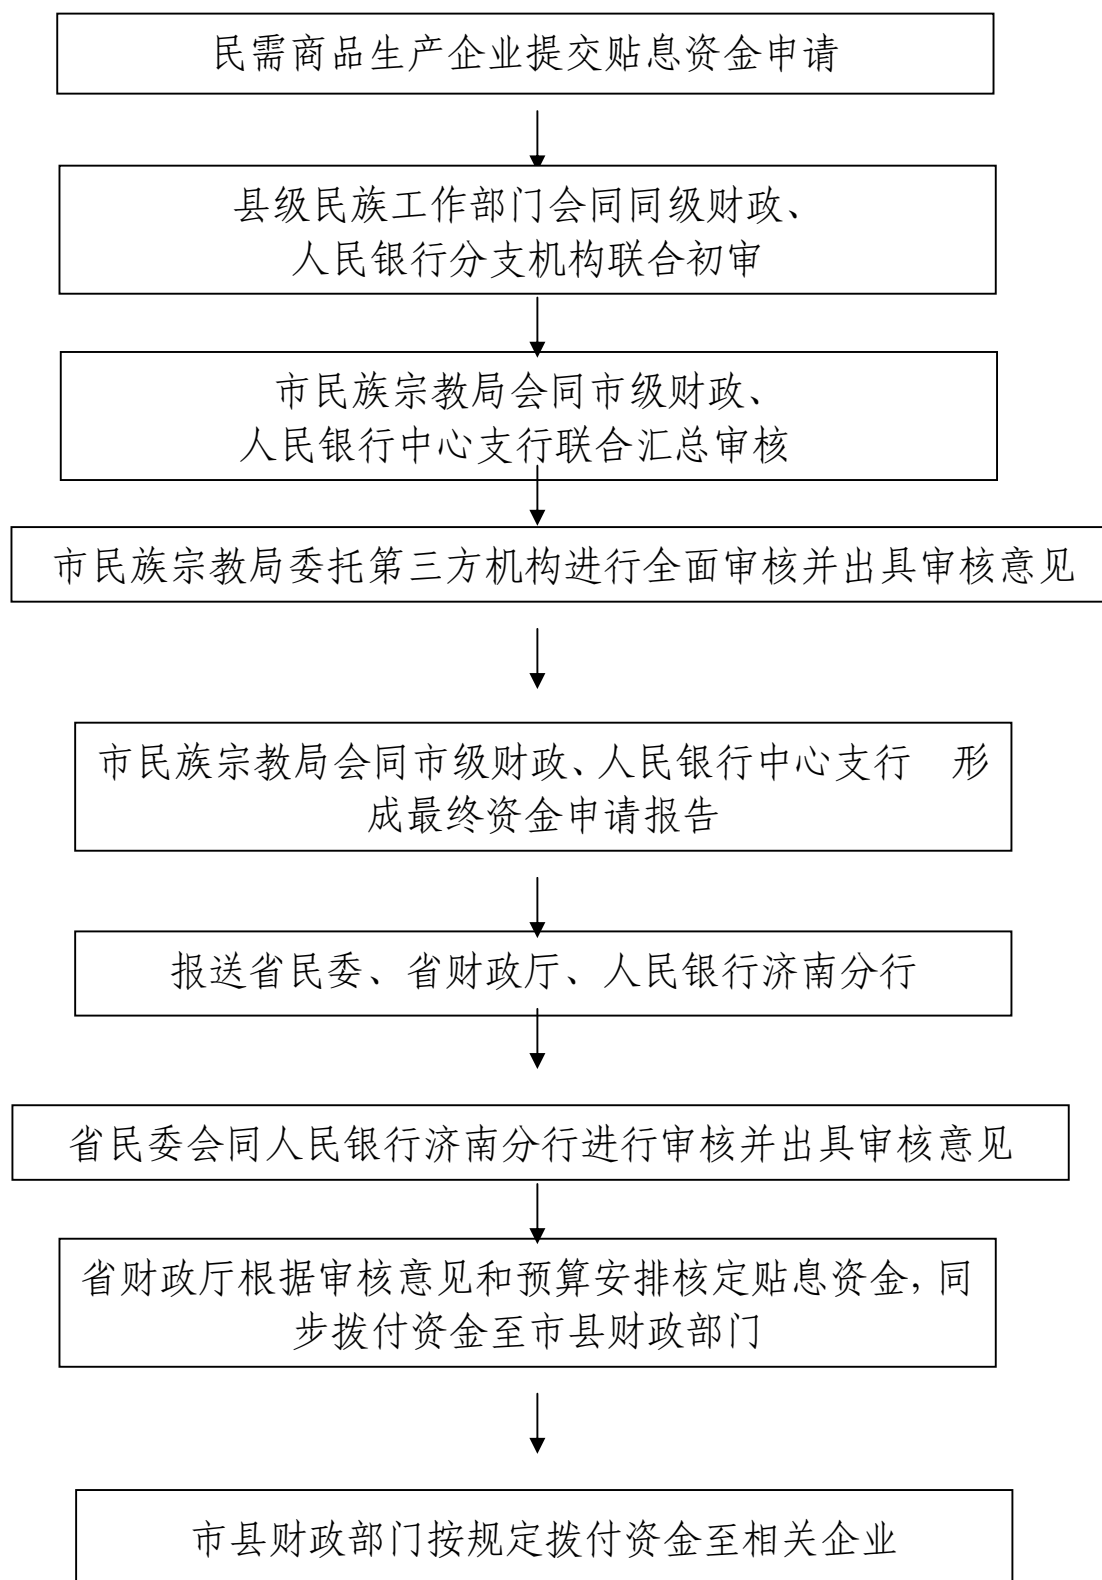 民需商品生产企业提交贴息资金申请
县级民族工作部门会同同级财政、
人民银行分支机构联合初审
市民族宗教局会同市级财政、
人民银行中心支行联合汇总审核
市民族宗教局委托第三方机构进行全面审核并出具审核意见
市民族宗教局会同市级财政、人民银行中心支行　形
成最终资金申请报告
报送省民委、省财政厅、人民银行济南分行
省民委会同人民银行济南分行进行审核并出具审核意见
省财政厅根据审核意见和预算安排核定贴息资金,同
步拨付资金至市县财政部门
市县财政部门按规定拨付资金至相关企业